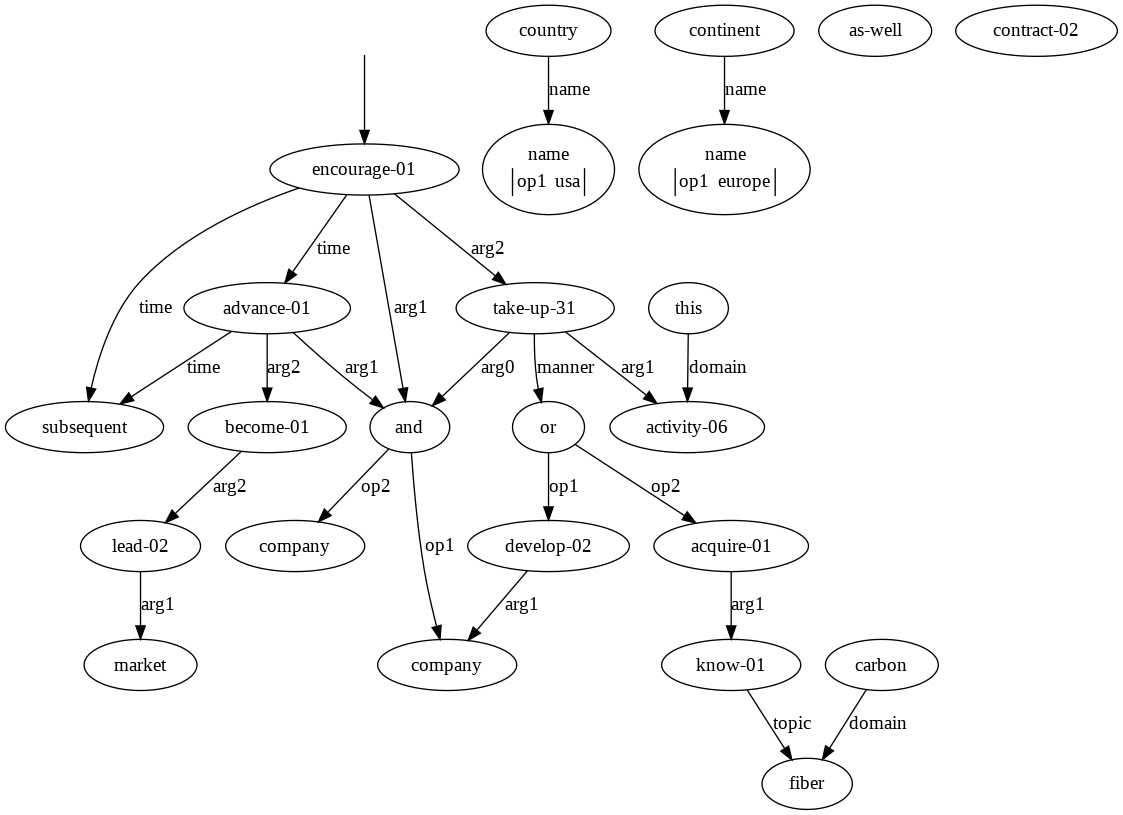 country
continent
as-well
contract-02
name
name
encourage-01
name
op1 usa
name
op1 europe
time
arg2
time
arg1
advance-01
take-up-31
this
time
arg2
arg1
arg0
manner
arg1
domain
subsequent
become-01
and
or
activity-06
arg2
op2
op1
op2
lead-02
company
op1
develop-02
acquire-01
arg1
arg1
arg1
market
company
know-01
carbon
topic
domain
fiber